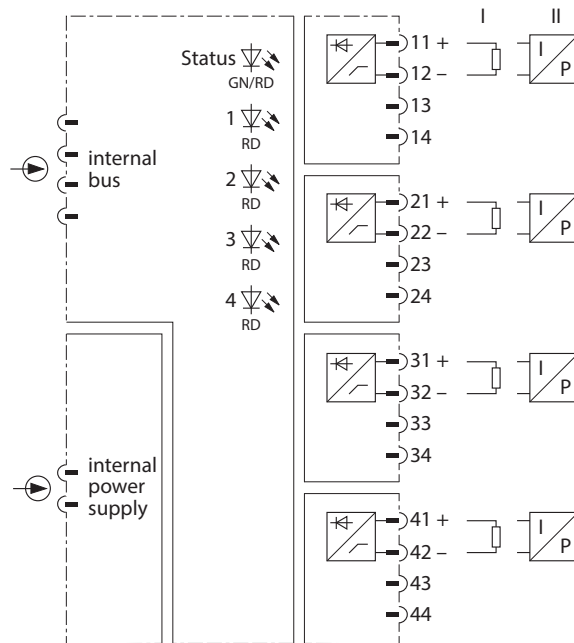 I II
Status
GN/RD
1
RD
2
RD
3
RD
4
RD
internal
bus
internal
power
supply
11 +
12 –
13
14
I
P
21 +
22 –
23
24
I
P
31 +
32 –
33
34
I
P
41 +
42 –
43
44
I
P